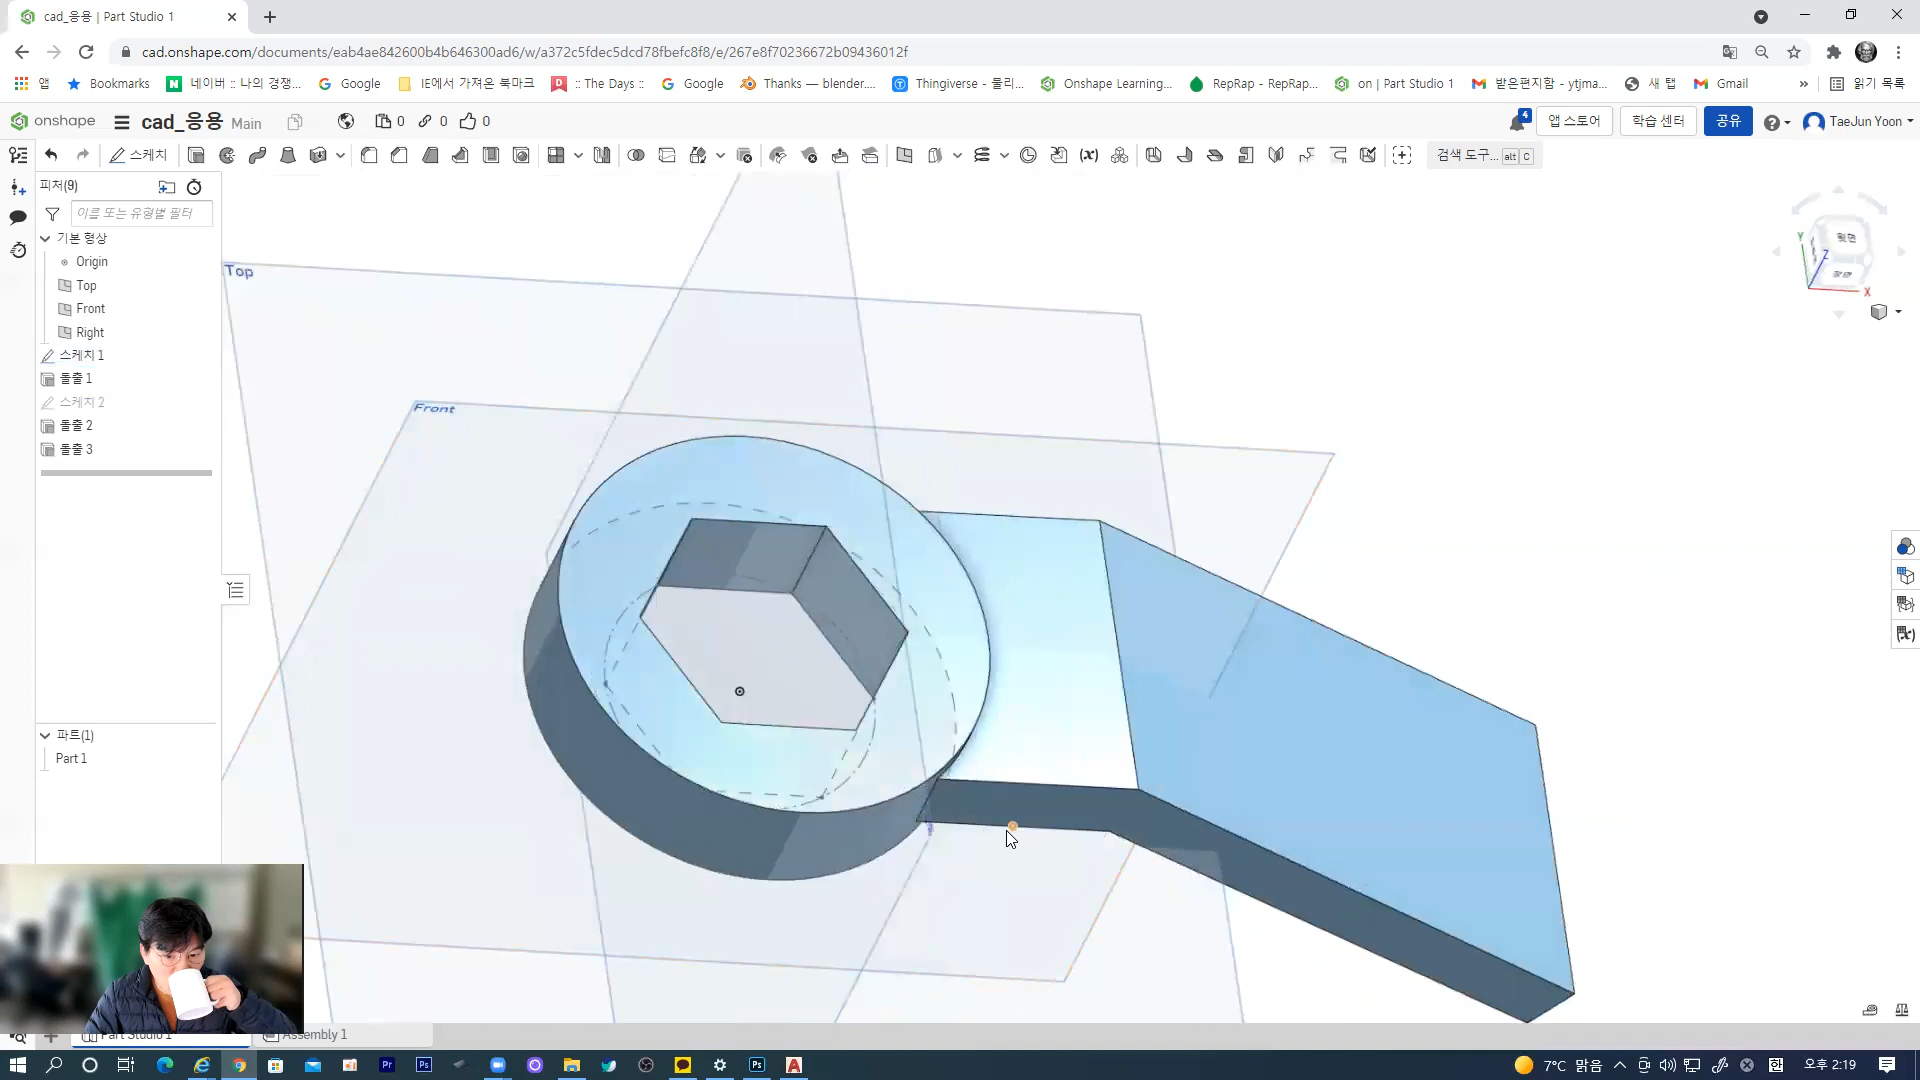 cad_응용 | Part Studio 1
cad.onshape.com/documents/eab4ae842600b4b646300ad6/w/a372c5fdec5dcd78fbefc8f8/e/267e8f70236672b09436012f
앱 Bookmarks 네이버 :: 나의 경쟁... Google IE에서 가져온 북마크 :: The Days :: Google Thanks — blender.... Thingiverse - 둘리... Onshape Learning... RepRap - RepRap... on | Part Studio 1 받은편지함 - ytjma... 새 탭 Gmail » 읽기 목록
onshape cad_응용 Main 0 0 0 4 앱 스토어 학습 센터 공유 TaeJun Yoon
스케치 (x) 검색 도구... alt C
피처(9)
이름 또는 유형별 필터
기본 형상
Origin
Top
Front
Right
스케치 1
돌출 1
스케치 2
돌출 2
돌출 3
파트(1)
Part 1
Top
Front
Y
Z
X
Part Studio 1 Assembly 1
7°C 맑음 한 오후 2:19